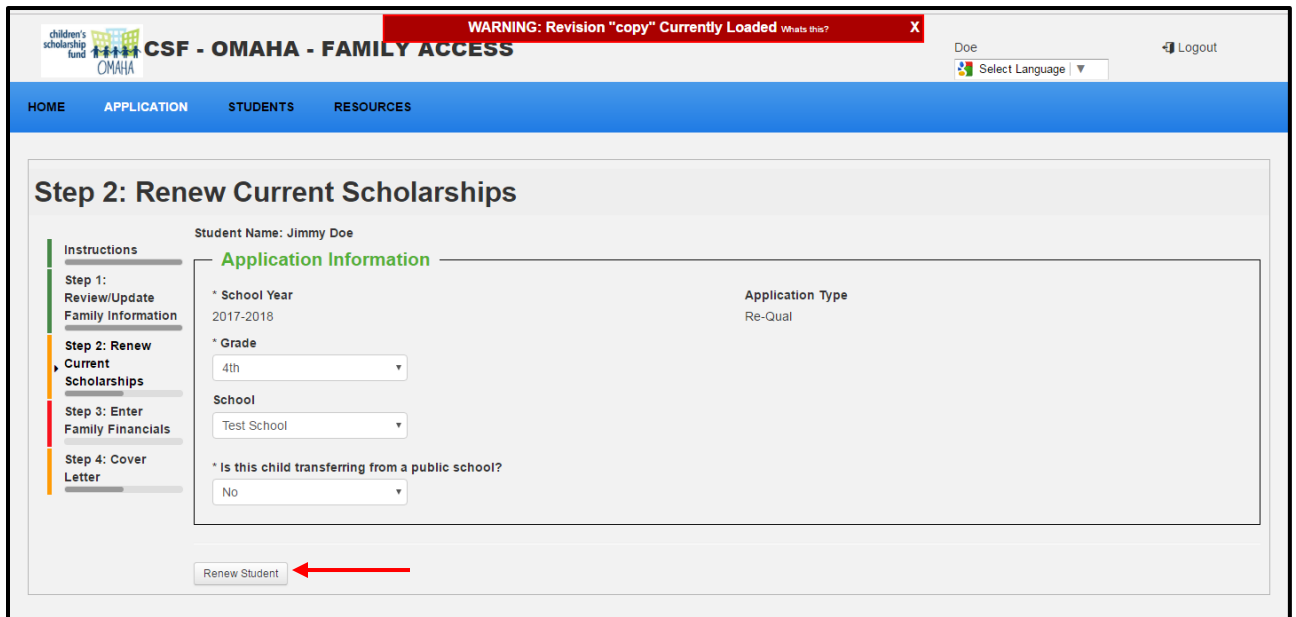 WARNING: Revision "copy" Currently Loaded Whats this? X
children's
scholarship
fund
OMAHA
CSF - OMAHA - FAMILY ACCESS
Doe
Logout
Select Language ▼
HOME APPLICATION STUDENTS RESOURCES
Step 2: Renew Current Scholarships
Instructions
Step 1:
Review/Update
Family Information
Step 2: Renew
Current
Scholarships
Step 3: Enter
Family Financials
Step 4: Cover
Letter
Student Name: Jimmy Doe
Application Information
* School Year
2017-2018
Application Type
Re-Qual
* Grade
4th
School
Test School
* Is this child transferring from a public school?
No
Renew Student